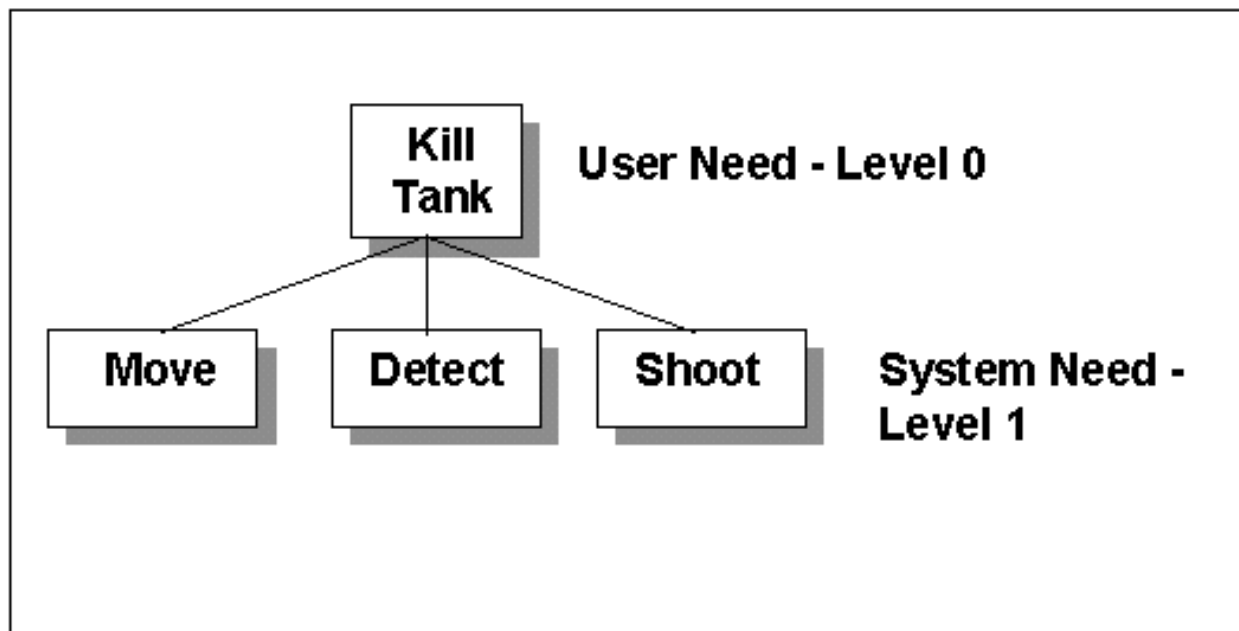 Kill
Tank
User Need - Level 0
Move
Detect
Shoot
System Need -
Level 1